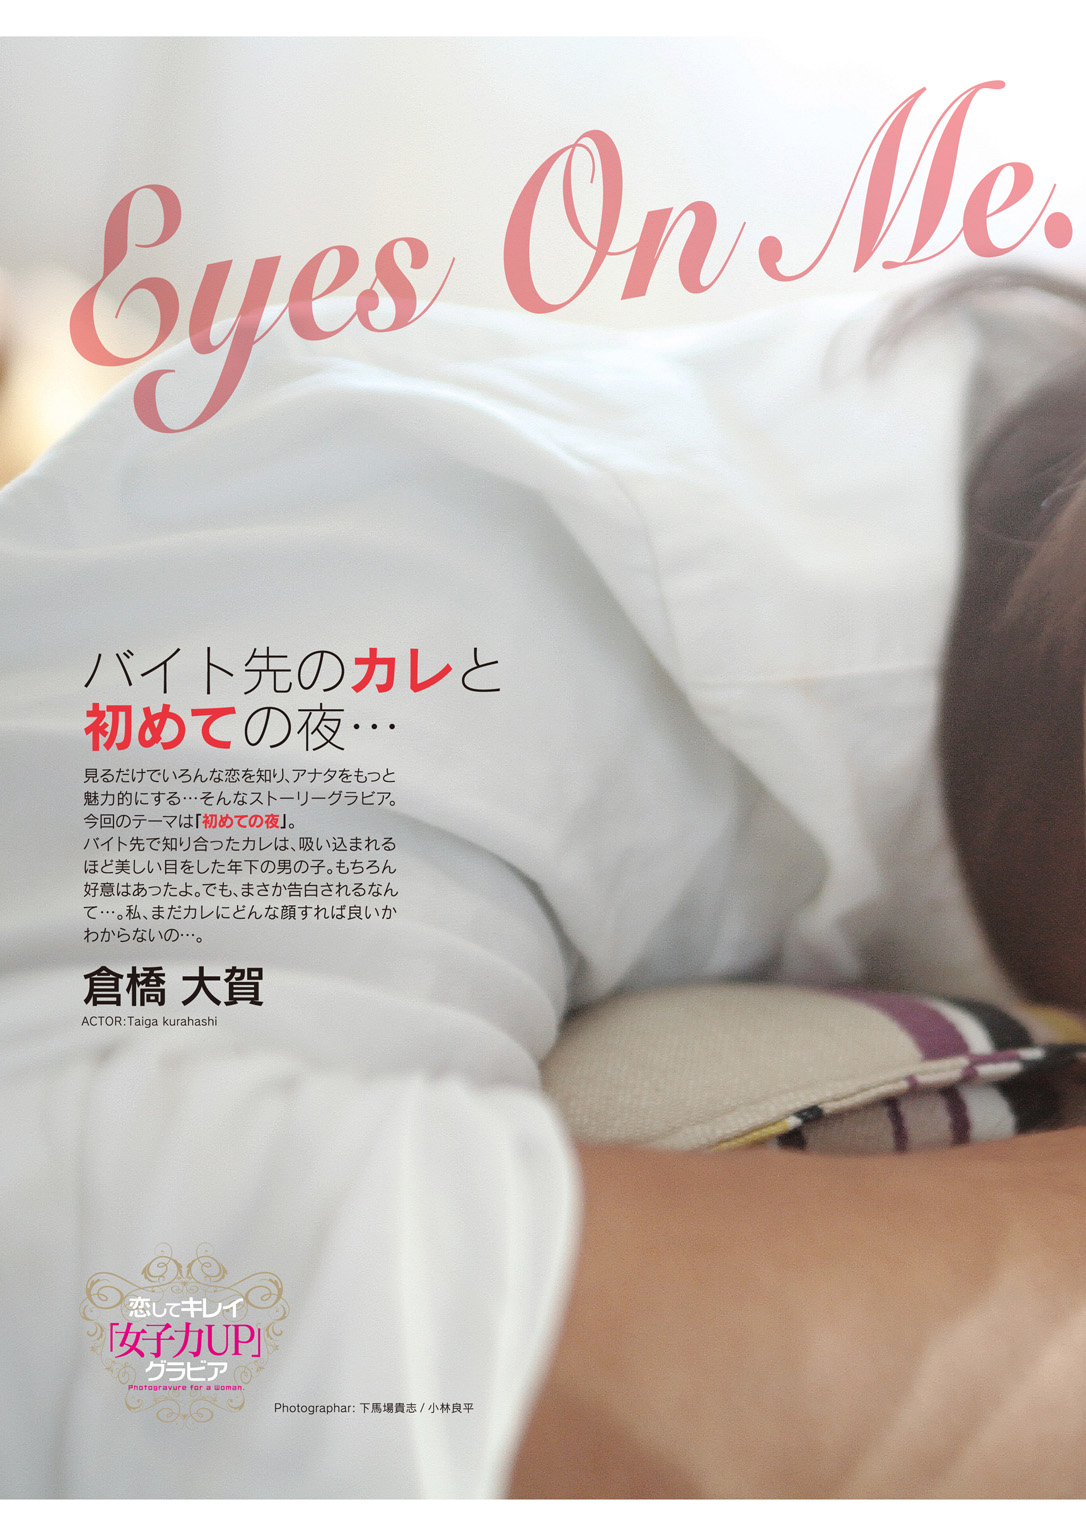 Eyes On Me.
バイト先のカレと
初めての夜…
見るだけでいろんな恋を知り、アナタをもっと
魅力的にする…そんなストーリーグラビア。
今回のテーマは「初めての夜」。
バイト先で知り合ったカレは、吸い込まれる
ほど美しい目をした年下の男の子。もちろん
好意はあったよ。でも、まさか告白されるなん
て…。私、まだカレにどんな顔すれば良いか
わからないの…。
倉橋 大賀
ACTOR:Taiga kurahashi
恋してキレイ
「女子力UP」
グラビア
Photogravure for a Woman.
Photographar: 下馬場貴志 / 小林良平